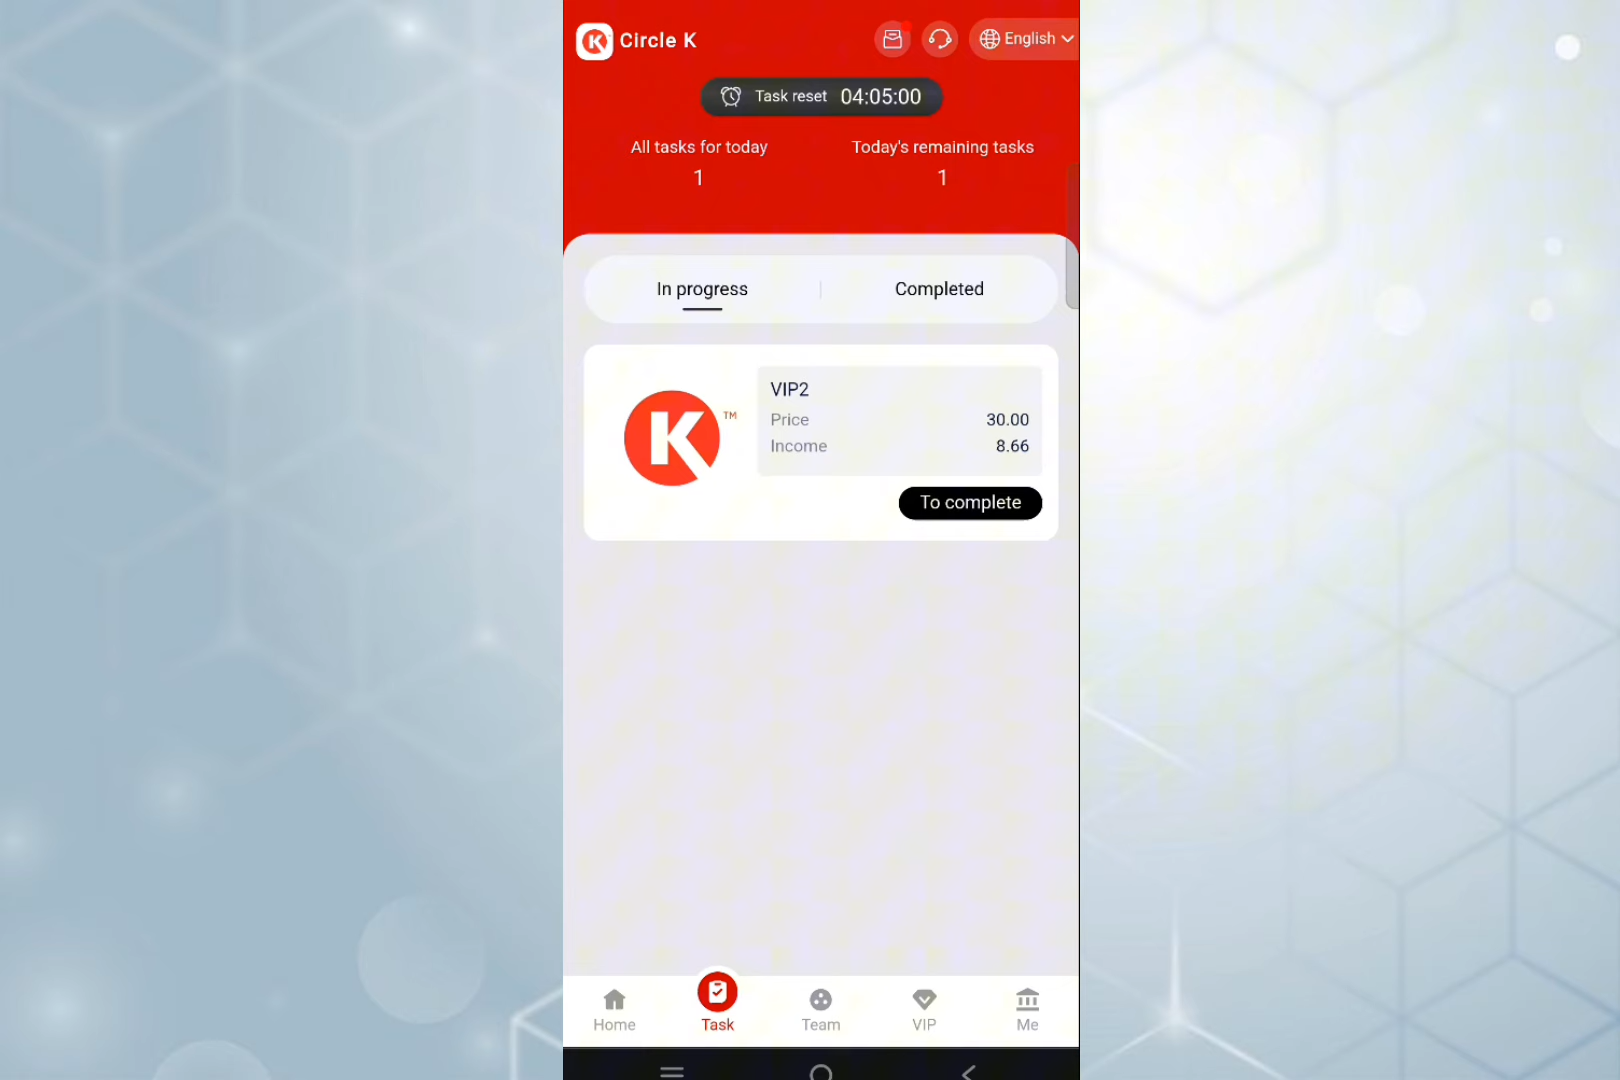 Circle K
English
Task reset 04:05:00
All tasks for today
Today's remaining tasks
1
1
In progress
Completed
K TM
VIP2
Price 30.00
Income 8.66
To complete
Home
Task
Team
VIP
Me